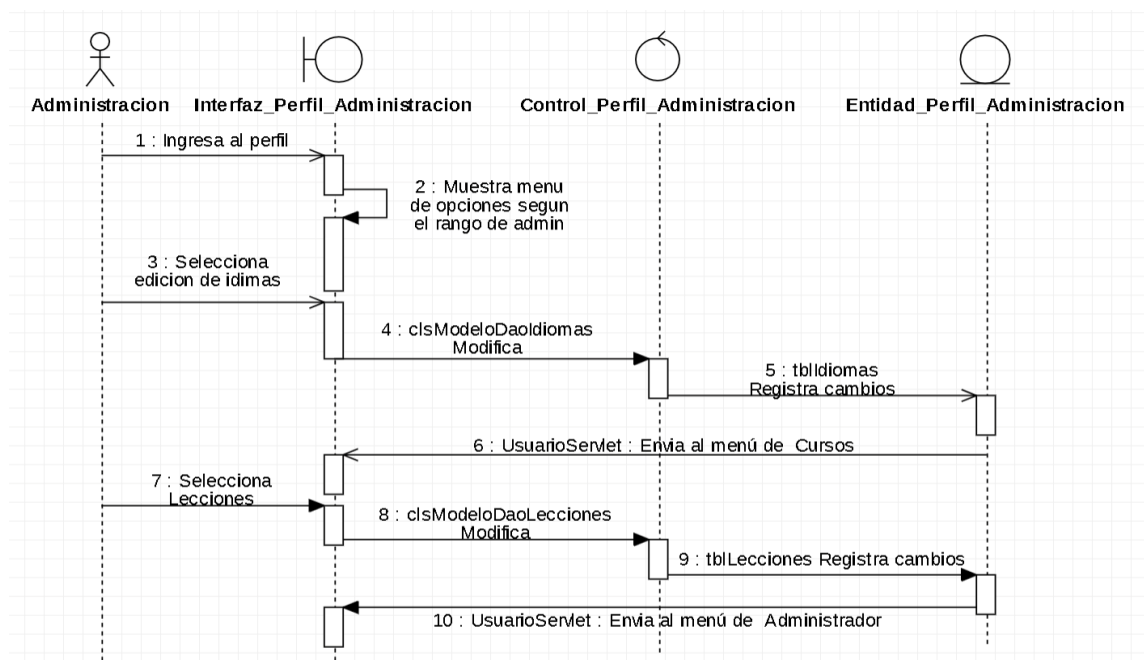 Administracion
Interfaz_Perfil_Administracion
Control_Perfil_Administracion
Entidad_Perfil_Administracion
1 : Ingresa al perfil
2 : Muestra menu
de opciones segun
el rango de admin
3 : Selecciona
edicion de idimas
4 : clsModeloDaoIdiomas
Modifica
5 : tblIdiomas
Registra cambios
6 : UsuarioServlet : Envia al menú de Cursos
7 : Selecciona
Lecciones
8 : clsModeloDaoLecciones
Modifica
9 : tblLecciones Registra cambios
10 : UsuarioServlet : Envia al menú de Administrador